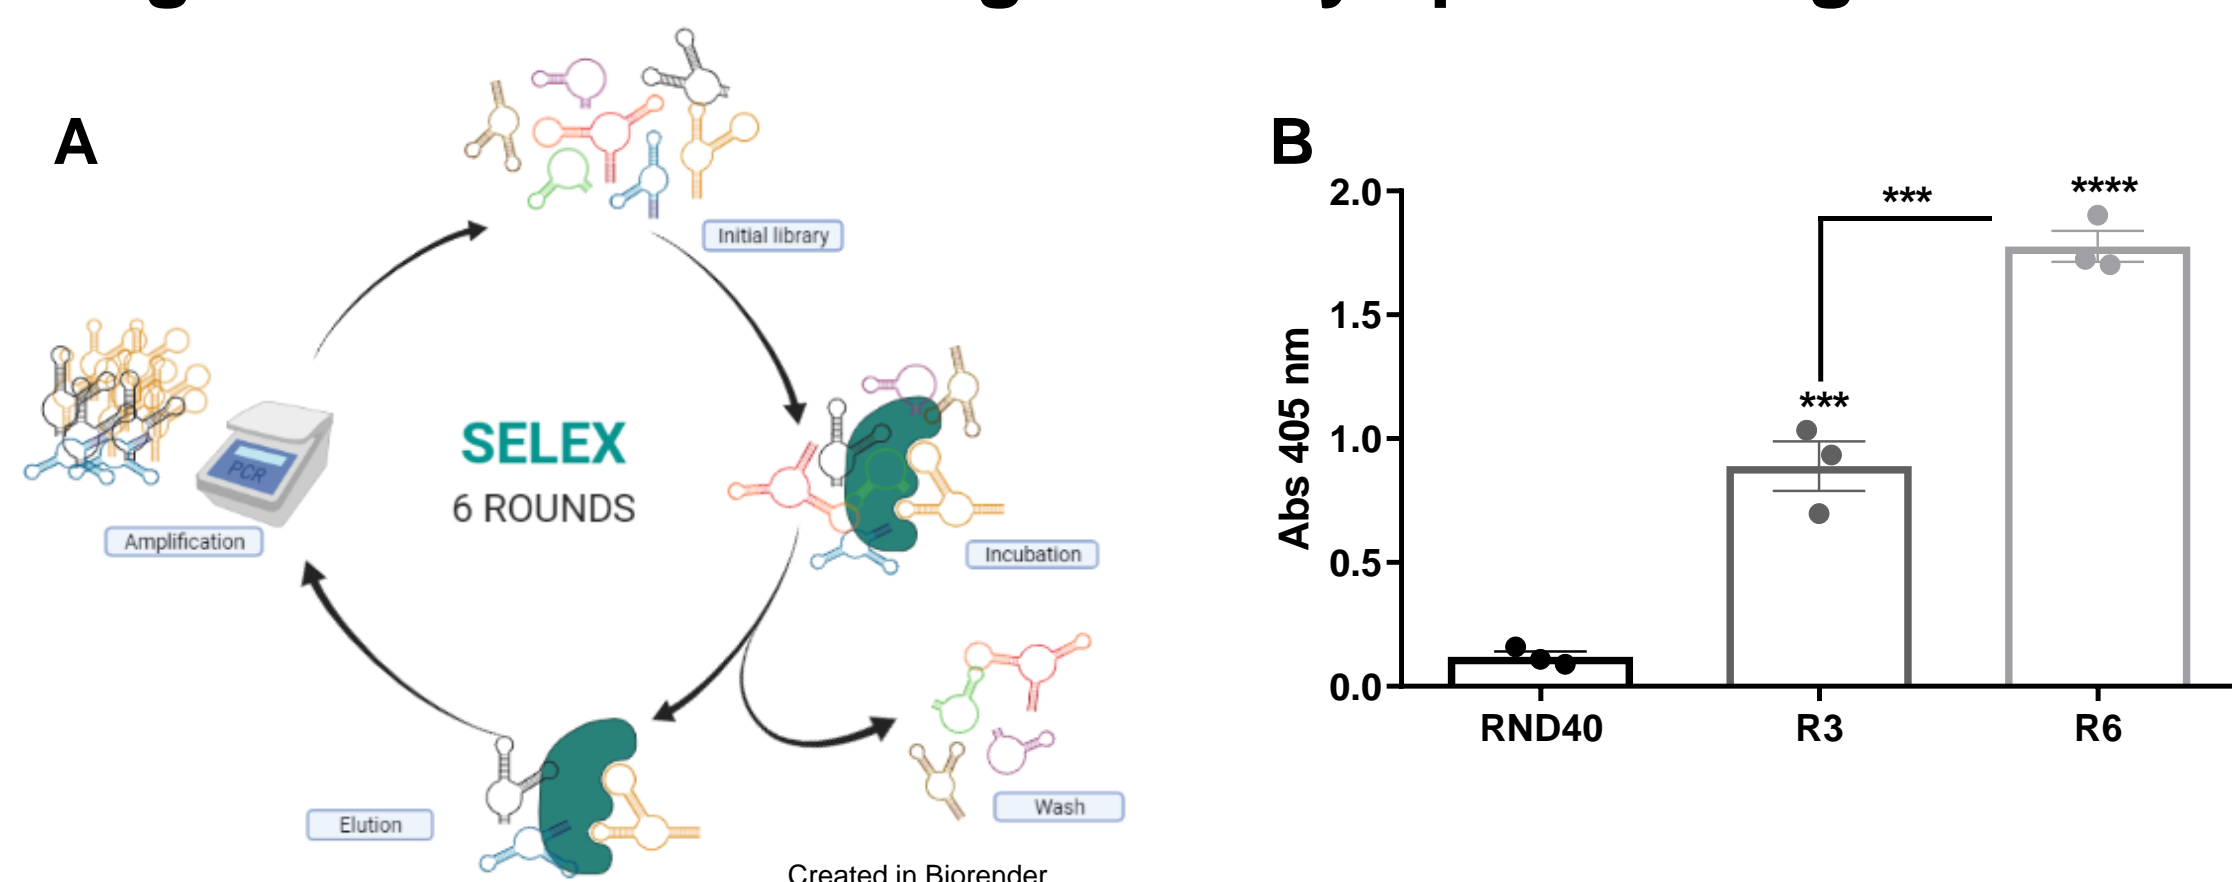 A
Initial library
SELEX
6 ROUNDS
PCR
Amplification
Incubation
Wash
Elution
Created in Biorender
B
Abs 405 nm
2.0
1.5
1.0
0.5
0.0
***
***
****
RND40 R3 R6